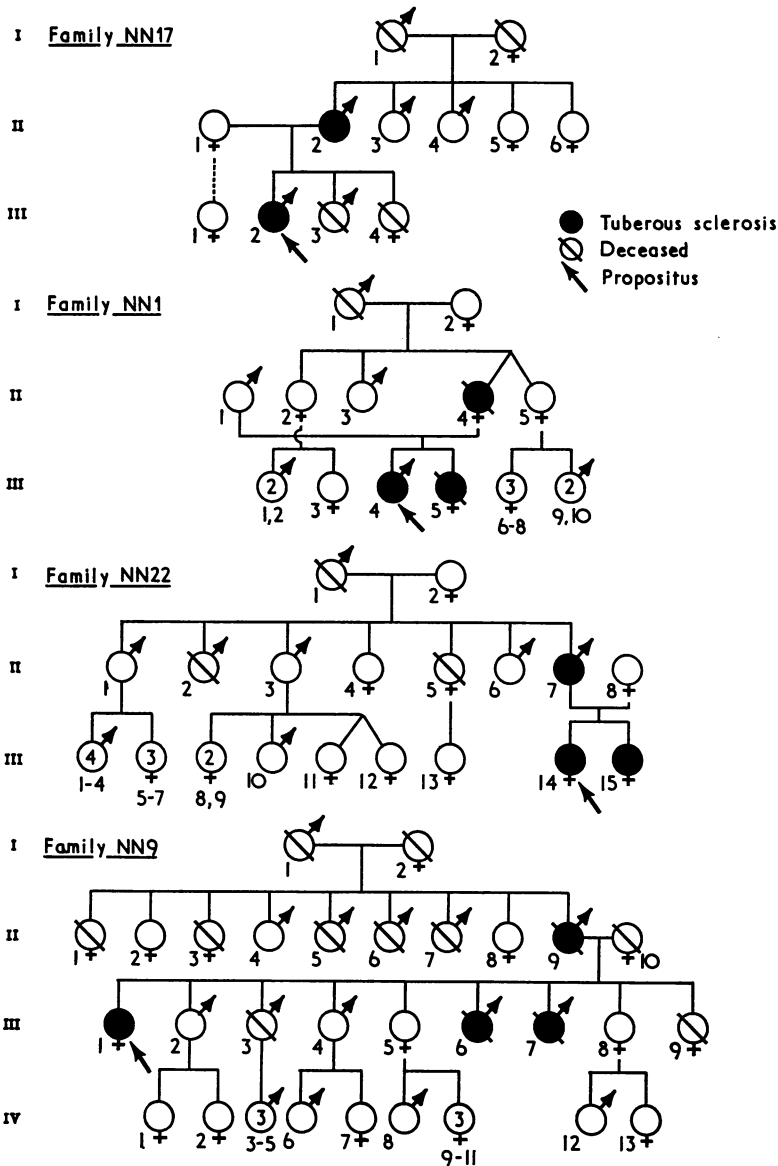 I Family NN17
1 2
II
1 2 3 4 5 6
III
1 2 3 4
Tuberous sclerosis
Deceased
Propositus
I Family NN1
1 2
II
1 2 3 4 5
III
2 3 2
1,2 3 4 5 6-8 9,10
I Family NN22
1 2
II
1 2 3 4 5 6 7 8
III
4 3 2
1-4 5-7 8,9 10 11 12 13 14 15
I Family NN9
1 2
II
1 2 3 4 5 6 7 8 9 10
III
1 2 3 4 5 6 7 8 9
IV
3 3
1 2 3-5 6 7 8 9-11 12 13